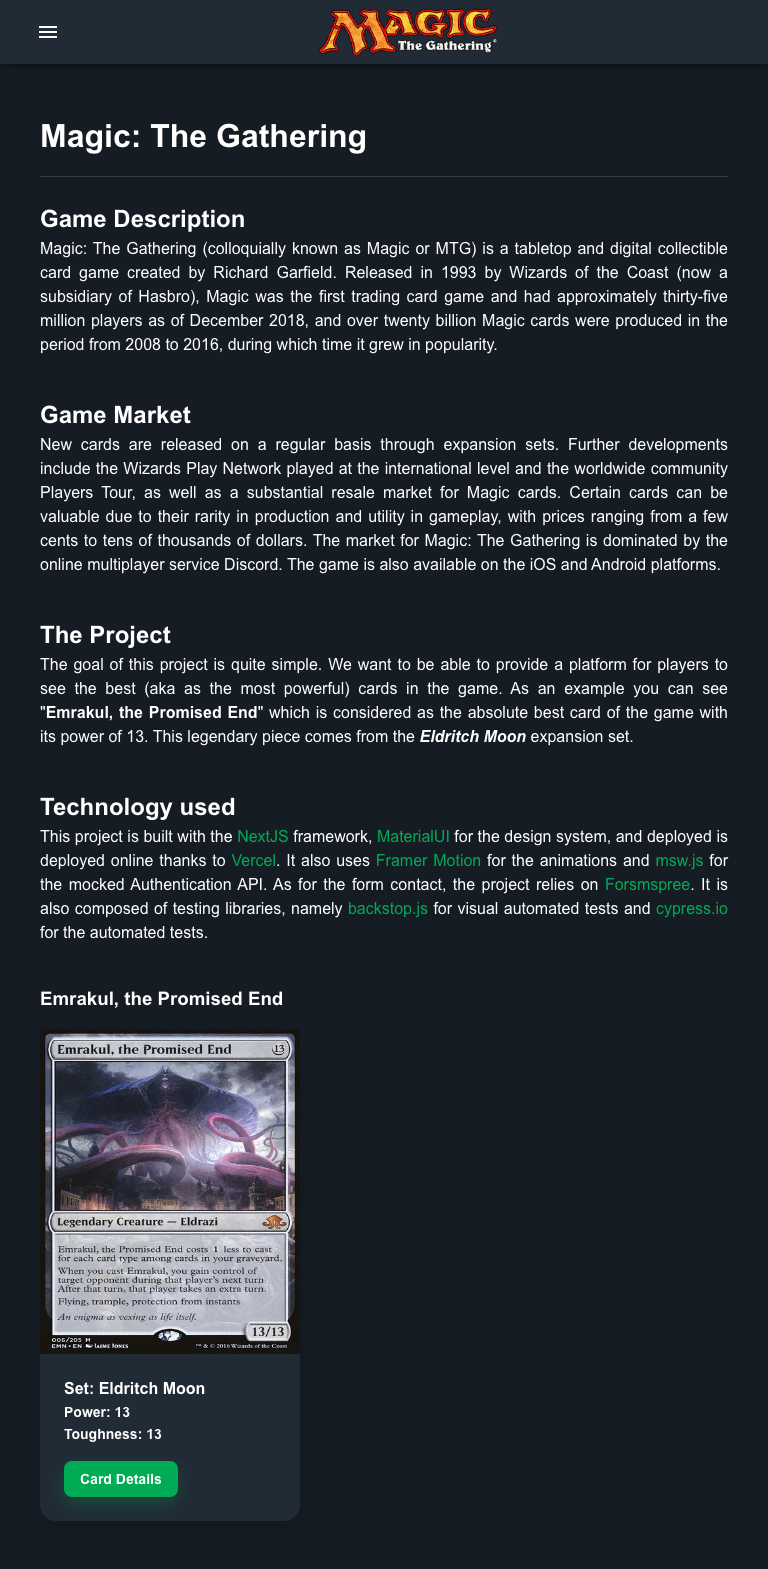 MAGIC
The Gathering®
Magic: The Gathering
Game Description
Magic: The Gathering (colloquially known as Magic or MTG) is a tabletop and digital collectible
card game created by Richard Garfield. Released in 1993 by Wizards of the Coast (now a
subsidiary of Hasbro), Magic was the first trading card game and had approximately thirty-five
million players as of December 2018, and over twenty billion Magic cards were produced in the
period from 2008 to 2016, during which time it grew in popularity.
Game Market
New cards are released on a regular basis through expansion sets. Further developments
include the Wizards Play Network played at the international level and the worldwide community
Players Tour, as well as a substantial resale market for Magic cards. Certain cards can be
valuable due to their rarity in production and utility in gameplay, with prices ranging from a few
cents to tens of thousands of dollars. The market for Magic: The Gathering is dominated by the
online multiplayer service Discord. The game is also available on the iOS and Android platforms.
The Project
The goal of this project is quite simple. We want to be able to provide a platform for players to
see the best (aka as the most powerful) cards in the game. As an example you can see
"Emrakul, the Promised End" which is considered as the absolute best card of the game with
its power of 13. This legendary piece comes from the Eldritch Moon expansion set.
Technology used
This project is built with the NextJS framework, MaterialUI for the design system, and deployed is
deployed online thanks to Vercel. It also uses Framer Motion for the animations and msw.js for
the mocked Authentication API. As for the form contact, the project relies on Forsmspree. It is
also composed of testing libraries, namely backstop.js for visual automated tests and cypress.io
for the automated tests.
Emrakul, the Promised End
Emrakul, the Promised End 13
Legendary Creature — Eldrazi
Emrakul, the Promised End costs 1 less to cast
for each card type among cards in your graveyard.
When you cast Emrakul, you gain control of
target opponent during that player's next turn.
After that turn, that player takes an extra turn.
Flying, trample, protection from instants
An enigma as vexing as life itself.
13/13
006/205 M
EMN • EN JAIME JONES ™ & © 2016 Wizards of the Coast
Set: Eldritch Moon
Power: 13
Toughness: 13
Card Details